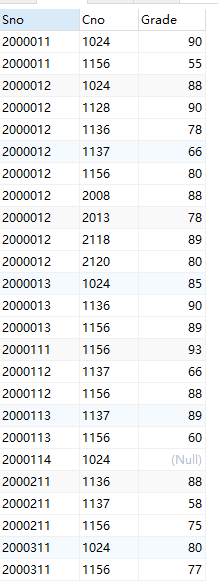 Sno Cno Grade
2000011 1024 90
2000011 1156 55
2000012 1024 88
2000012 1128 90
2000012 1136 78
2000012 1137 66
2000012 1156 80
2000012 2008 88
2000012 2013 78
2000012 2118 89
2000012 2120 80
2000013 1024 85
2000013 1136 90
2000013 1156 89
2000111 1156 93
2000112 1137 66
2000112 1156 88
2000113 1137 89
2000113 1156 60
2000114 1024 (Null)
2000211 1136 88
2000211 1137 58
2000211 1156 75
2000311 1024 80
2000311 1156 77